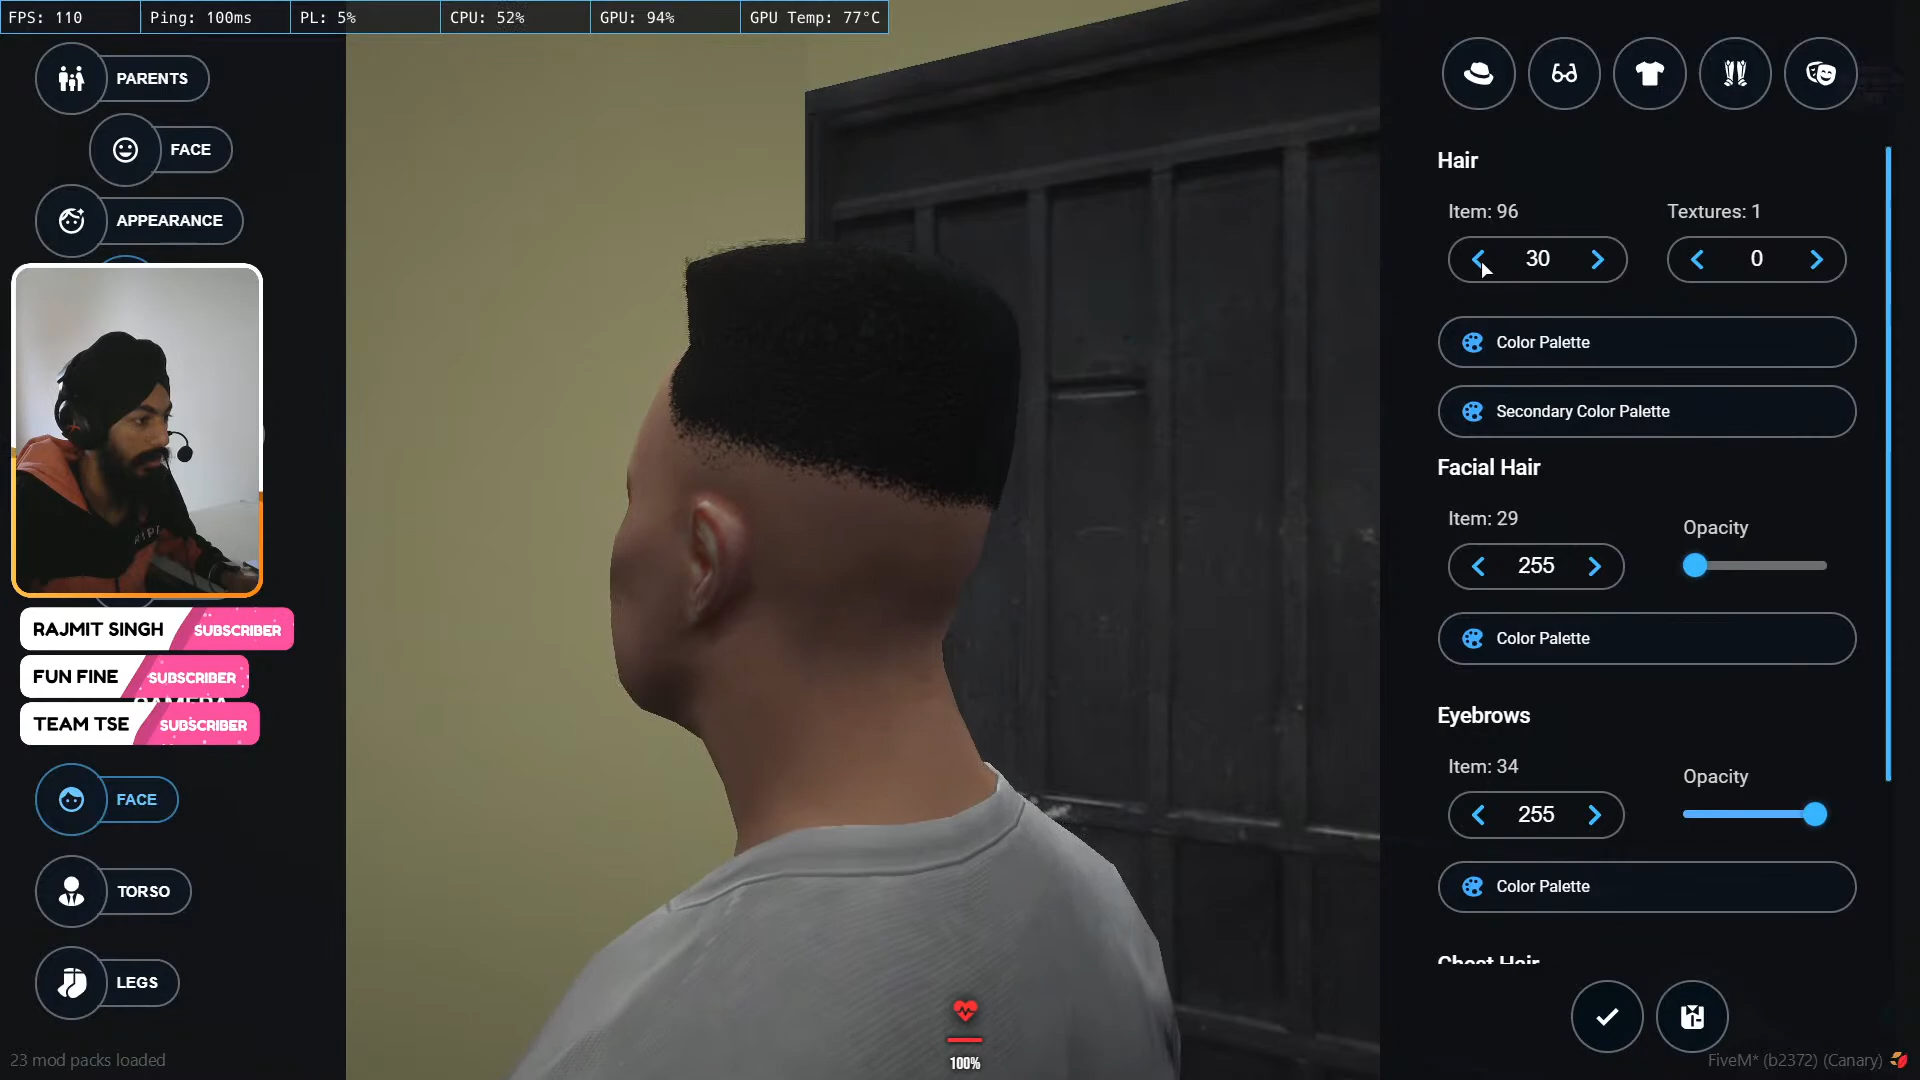 FPS: 110
Ping: 100ms
PL: 5%
CPU: 52%
GPU: 94%
GPU Temp: 77°C
PARENTS
FACE
APPEARANCE
RAJMIT SINGH SUBSCRIBER
FUN FINE SUBSCRIBER
TEAM TSE SUBSCRIBER
FACE
TORSO
LEGS
23 mod packs loaded
100%
Hair
Item: 96
Textures: 1
30
0
Color Palette
Secondary Color Palette
Facial Hair
Item: 29
Opacity
255
Color Palette
Eyebrows
Item: 34
Opacity
255
Color Palette
Chest Hair
FiveM* (b2372) (Canary)